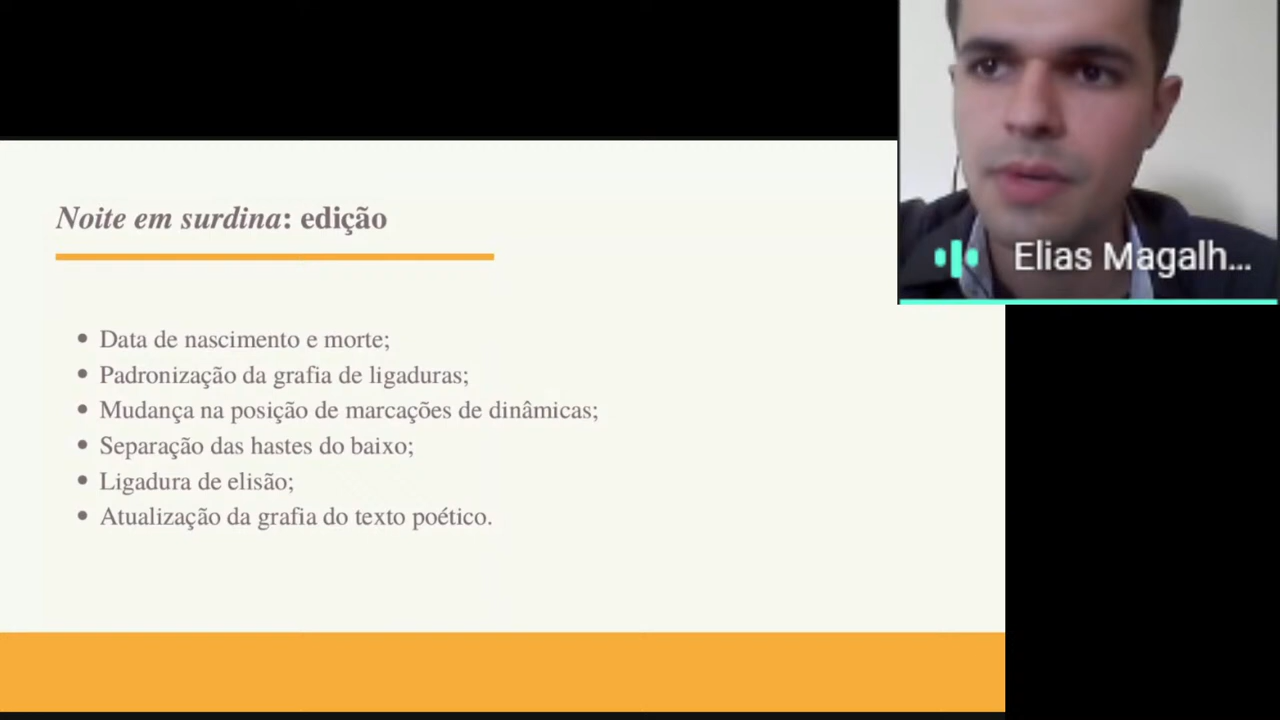 Noite em surdina: edição
Elias Magalh...
Data de nascimento e morte;
Padronização da grafia de ligaduras;
Mudança na posição de marcações de dinâmicas;
Separação das hastes do baixo;
Ligadura de elisão;
Atualização da grafia do texto poético.